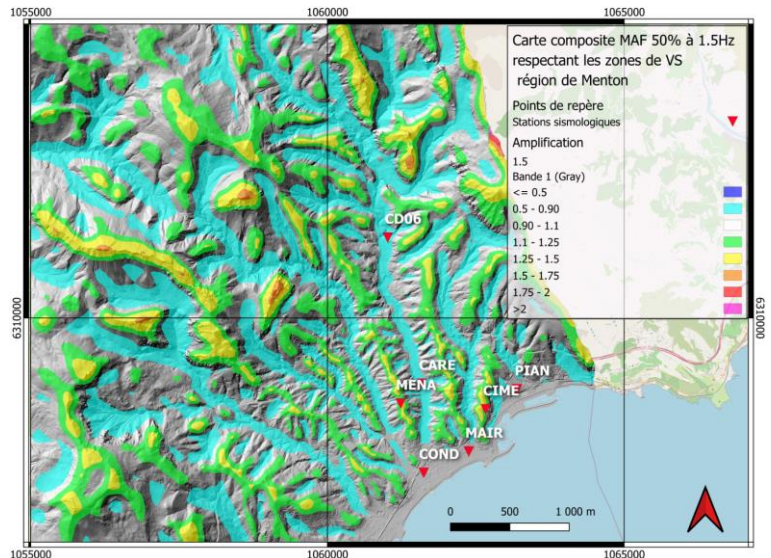 1055000
1060000
1065000
Carte composite MAF 50% à 1.5Hz
respectant les zones de VS
région de Menton
Points de repère
Stations sismologiques
Amplification
1.5
Bande 1 (Gray)
<= 0.5
0.5 - 0.90
0.90 - 1.1
1.1 - 1.25
1.25 - 1.5
1.5 - 1.75
1.75 - 2
>2
CD06
6310000
6310000
CARE
PIAN
MENA
CIME
MAIR
COND
0 500 1 000 m
1055000
1060000
1065000